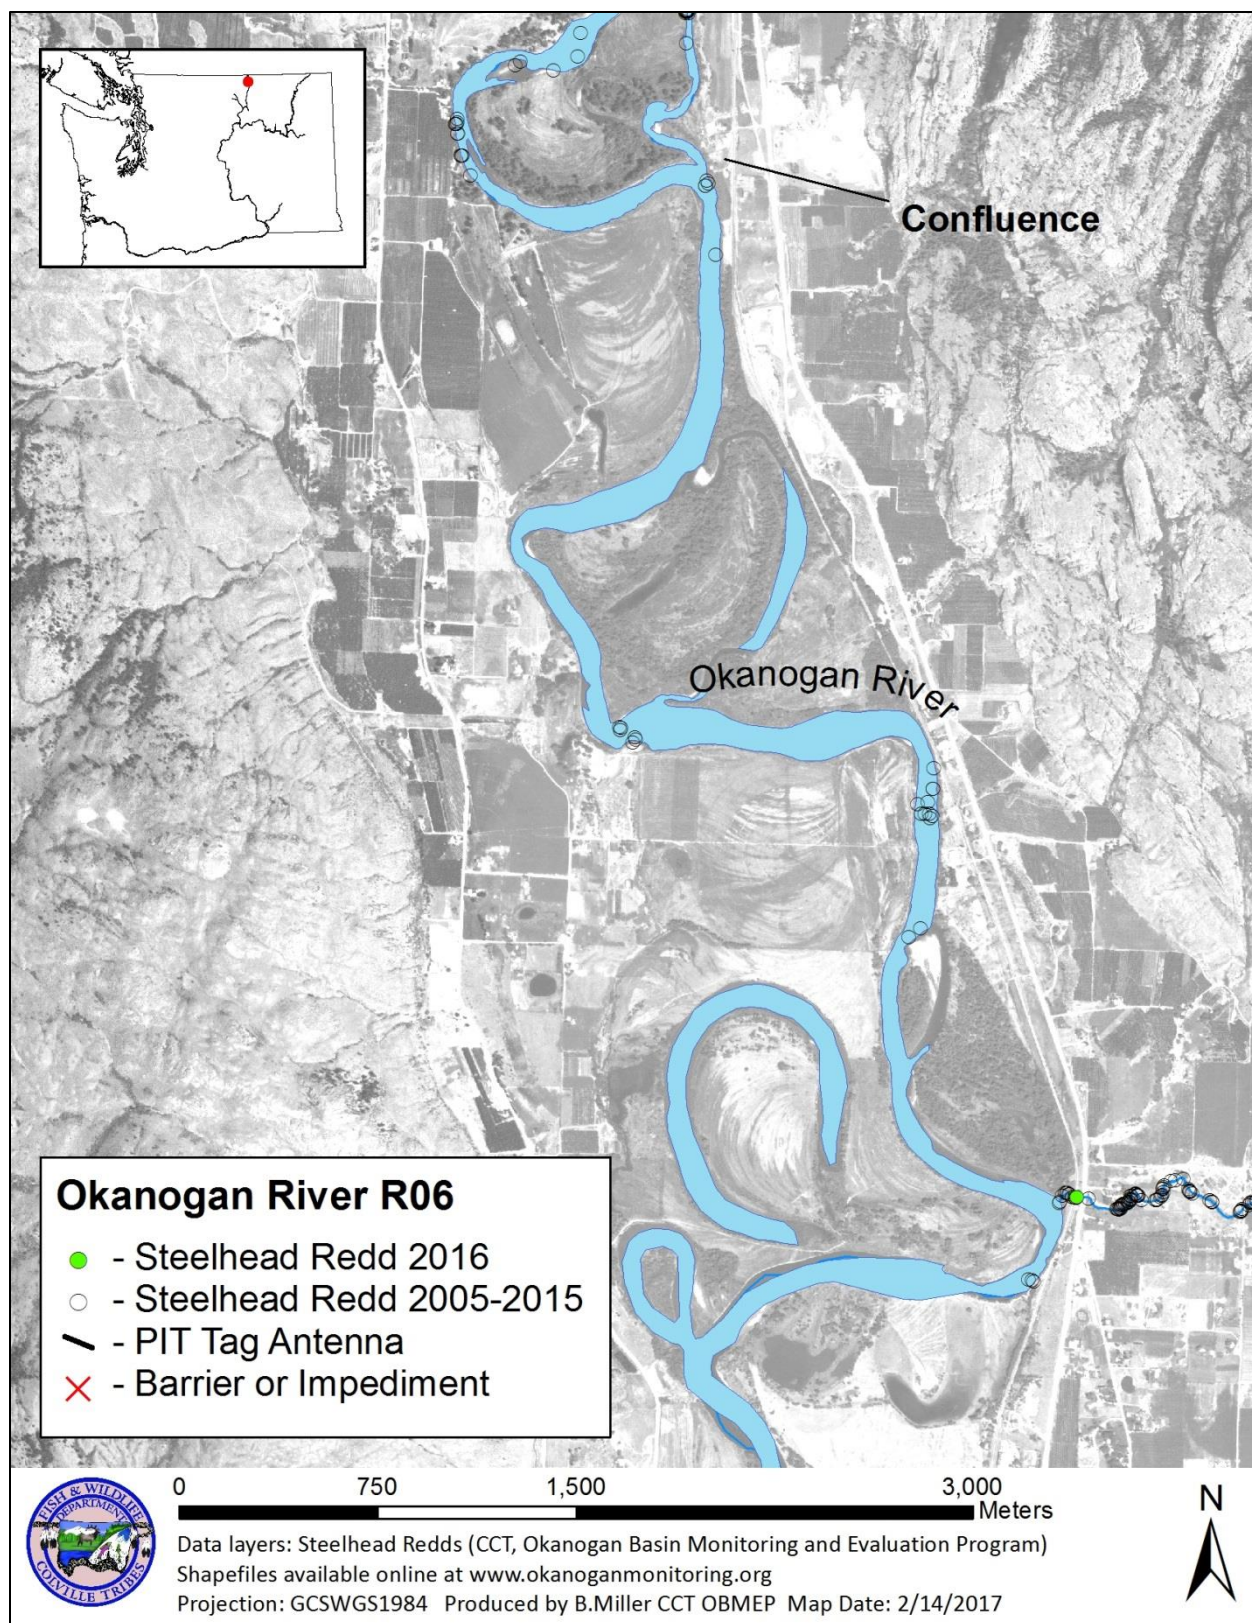 Confluence
Okanogan River
Okanogan River R06
- Steelhead Redd 2016
- Steelhead Redd 2005-2015
- PIT Tag Antenna
- Barrier or Impediment
0 750 1,500 3,000
Meters
N
FISH & WILDLIFE
DEPARTMENT
COLVILLE TRIBES
Data layers: Steelhead Redds (CCT, Okanogan Basin Monitoring and Evaluation Program)
Shapefiles available online at www.okanoganmonitoring.org
Projection: GCSWGS1984 Produced by B.Miller CCT OBMEP Map Date: 2/14/2017